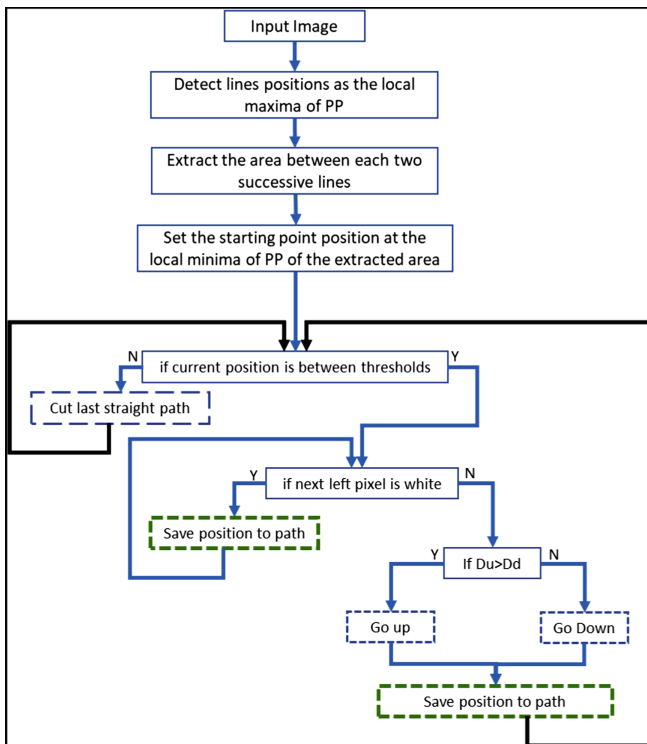 Input Image
Detect lines positions as the local
maxima of PP
Extract the area between each two
successive lines
Set the starting point position at the
local minima of PP of the extracted area
N
if current position is between thresholds
Y
Cut last straight path
Y
if next left pixel is white
N
Save position to path
Y
If Du>Dd
N
Go up
Go Down
Save position to path